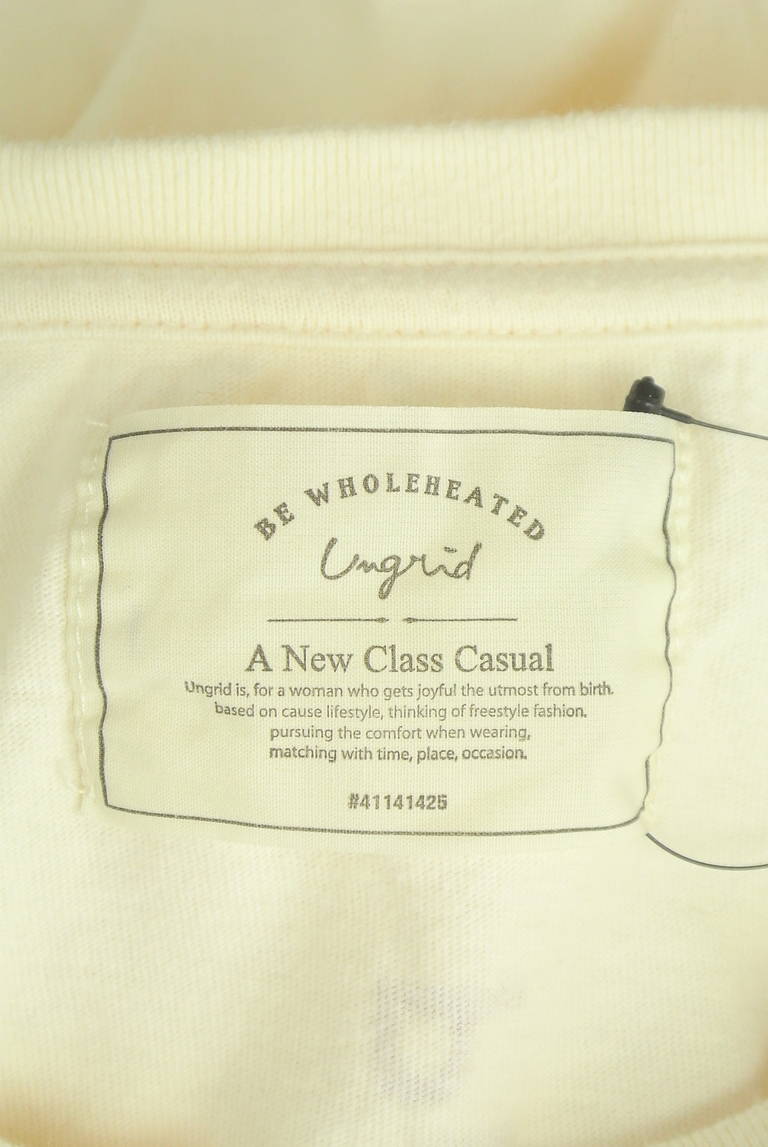 BE WHOLEHEATED
Ungrid
A New Class Casual
Ungrid is, for a woman who gets joyful the utmost from birth.
based on cause lifestyle, thinking of freestyle fashion.
pursuing the comfort when wearing,
matching with time, place, occasion.
#41141425